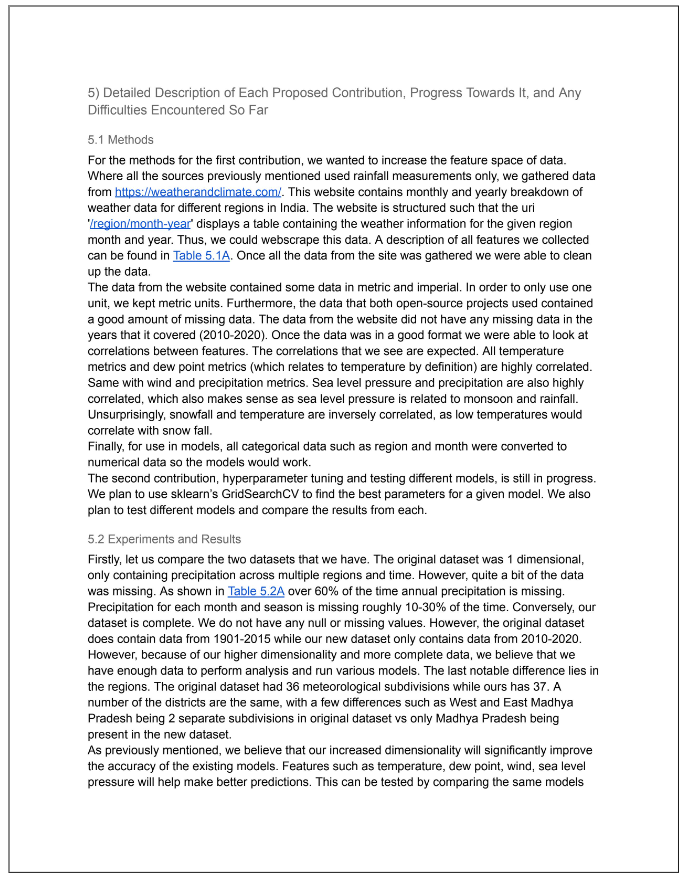 5) Detailed Description of Each Proposed Contribution, Progress Towards It, and Any
Difficulties Encountered So Far
5.1 Methods
For the methods for the first contribution, we wanted to increase the feature space of data.
Where all the sources previously mentioned used rainfall measurements only, we gathered data
from https://weatherandclimate.com/. This website contains monthly and yearly breakdown of
weather data for different regions in India. The website is structured such that the uri
'/region/month-year' displays a table containing the weather information for the given region
month and year. Thus, we could webscrape this data. A description of all features we collected
can be found in Table 5.1A. Once all the data from the site was gathered we were able to clean
up the data.
The data from the website contained some data in metric and imperial. In order to only use one
unit, we kept metric units. Furthermore, the data that both open-source projects used contained
a good amount of missing data. The data from the website did not have any missing data in the
years that it covered (2010-2020). Once the data was in a good format we were able to look at
correlations between features. The correlations that we see are expected. All temperature
metrics and dew point metrics (which relates to temperature by definition) are highly correlated.
Same with wind and precipitation metrics. Sea level pressure and precipitation are also highly
correlated, which also makes sense as sea level pressure is related to monsoon and rainfall.
Unsurprisingly, snowfall and temperature are inversely correlated, as low temperatures would
correlate with snow fall.
Finally, for use in models, all categorical data such as region and month were converted to
numerical data so the models would work.
The second contribution, hyperparameter tuning and testing different models, is still in progress.
We plan to use sklearn's GridSearchCV to find the best parameters for a given model. We also
plan to test different models and compare the results from each.
5.2 Experiments and Results
Firstly, let us compare the two datasets that we have. The original dataset was 1 dimensional,
only containing precipitation across multiple regions and time. However, quite a bit of the data
was missing. As shown in Table 5.2A over 60% of the time annual precipitation is missing.
Precipitation for each month and season is missing roughly 10-30% of the time. Conversely, our
dataset is complete. We do not have any null or missing values. However, the original dataset
does contain data from 1901-2015 while our new dataset only contains data from 2010-2020.
However, because of our higher dimensionality and more complete data, we believe that we
have enough data to perform analysis and run various models. The last notable difference lies in
the regions. The original dataset had 36 meteorological subdivisions while ours has 37. A
number of the districts are the same, with a few differences such as West and East Madhya
Pradesh being 2 separate subdivisions in original dataset vs only Madhya Pradesh being
present in the new dataset.
As previously mentioned, we believe that our increased dimensionality will significantly improve
the accuracy of the existing models. Features such as temperature, dew point, wind, sea level
pressure will help make better predictions. This can be tested by comparing the same models